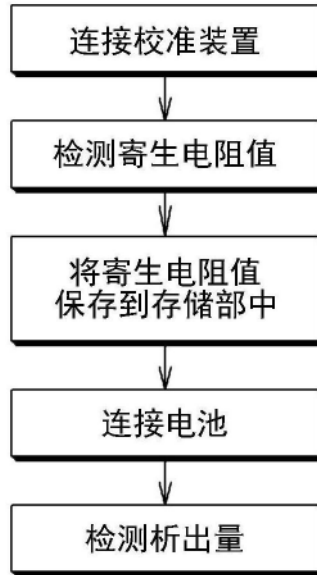 连接校准装置
检测寄生电阻值
将寄生电阻值
保存到存储部中
连接电池
检测析出量